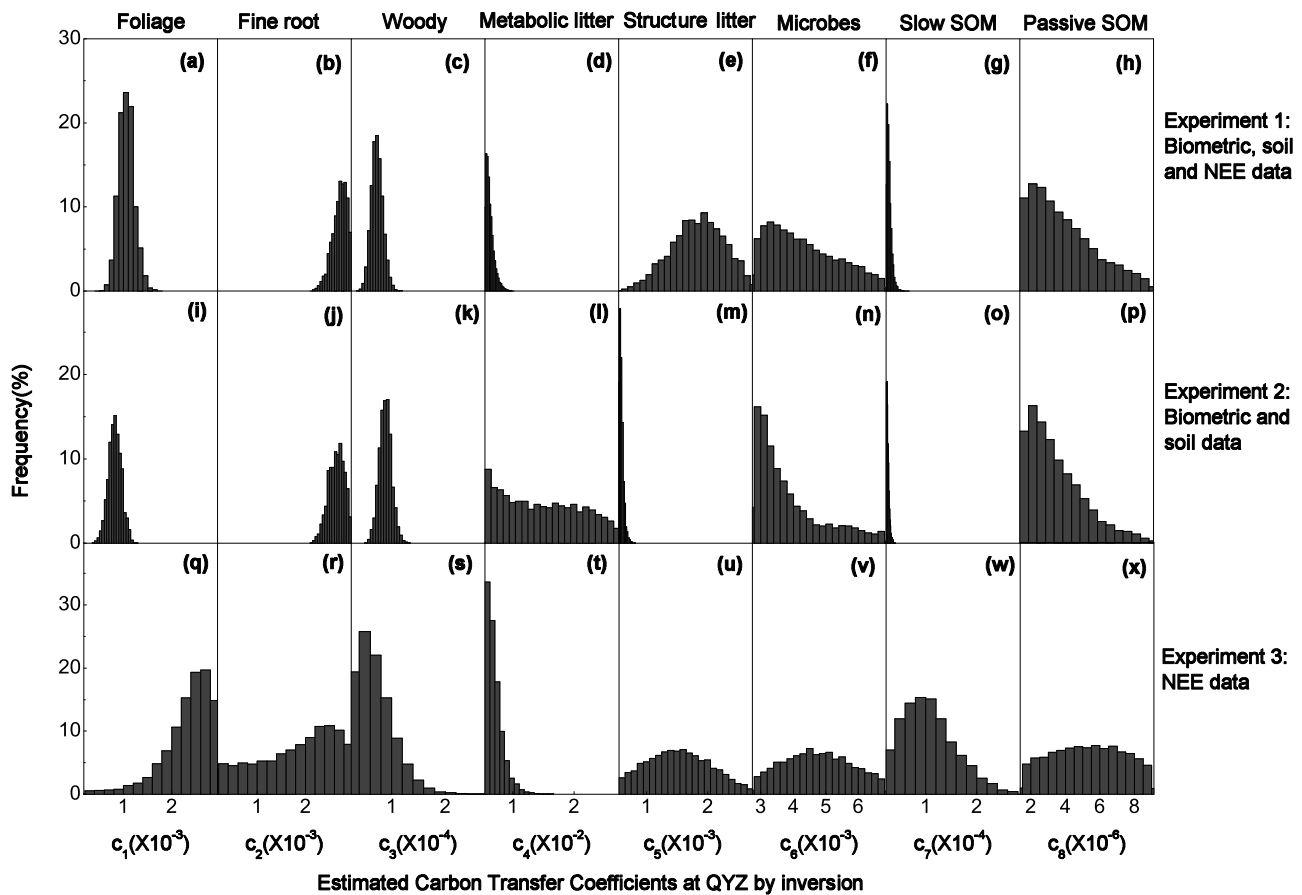 Foliage Fine root Woody Metabolic litter Structure litter Microbes Slow SOM Passive SOM
30
(a) (b) (c) (d) (e) (f) (g) (h)
20
10
0
Experiment 1:
Biometric, soil
and NEE data
(i) (j) (k) (l) (m) (n) (o) (p)
20
10
0
Experiment 2:
Biometric and
soil data
Frequency(%)
(q) (r) (s) (t) (u) (v) (w) (x)
30
20
10
0
Experiment 3:
NEE data
1 2 1 2 1 2 1 2 1 2 3 4 5 6 1 2 2 4 6 8
c₁(X10⁻³) c₂(X10⁻³) c₃(X10⁻⁴) c₄(X10⁻²) c₅(X10⁻³) c₆(X10⁻³) c₇(X10⁻⁴) c₈(X10⁻⁶)
Estimated Carbon Transfer Coefficients at QYZ by inversion